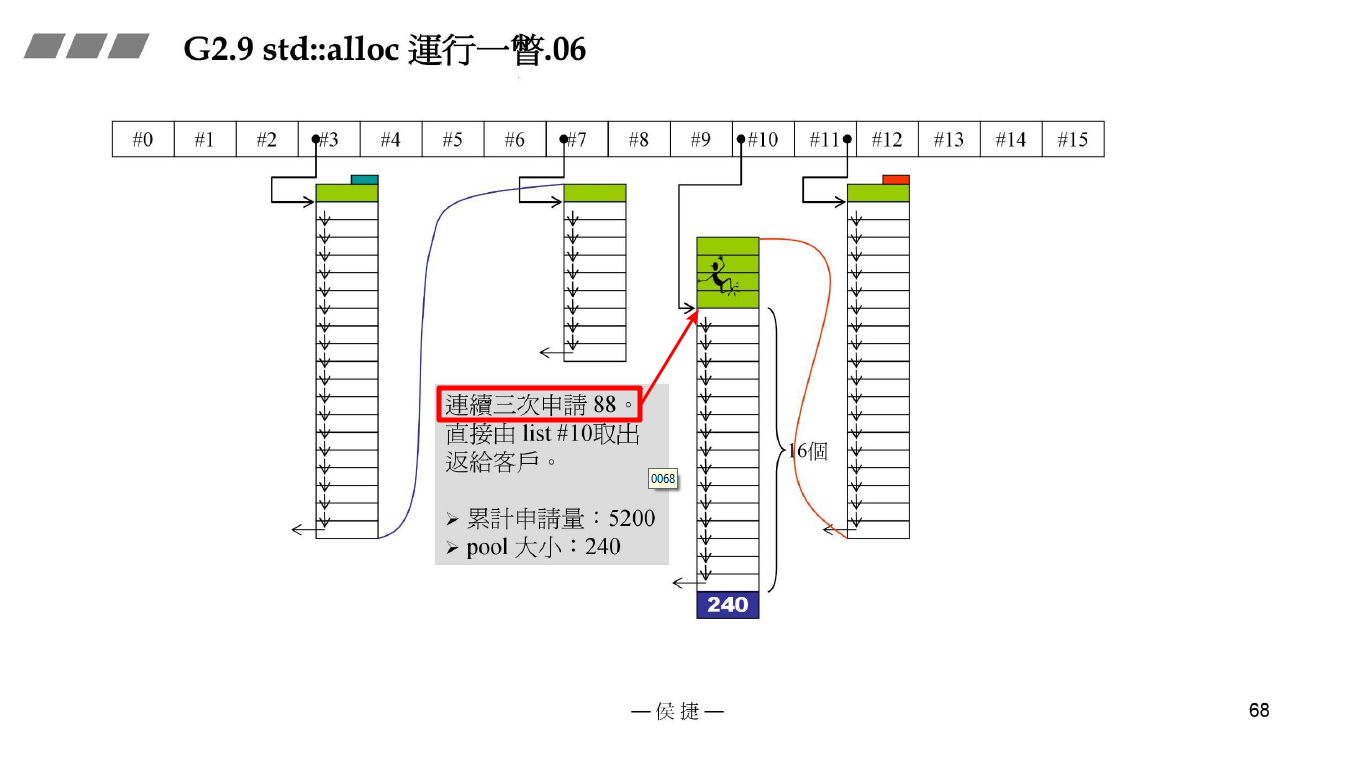 G2.9 std::alloc 運行一瞥.06
#0 #1 #2 #3 #4 #5 #6 #7 #8 #9 #10 #11 #12 #13 #14 #15
連續三次申請 88。
直接由 list #10取出
返給客戶。
16個
0068
➢ 累計申請量：5200
➢ pool 大小：240
240
— 侯 捷 —
68